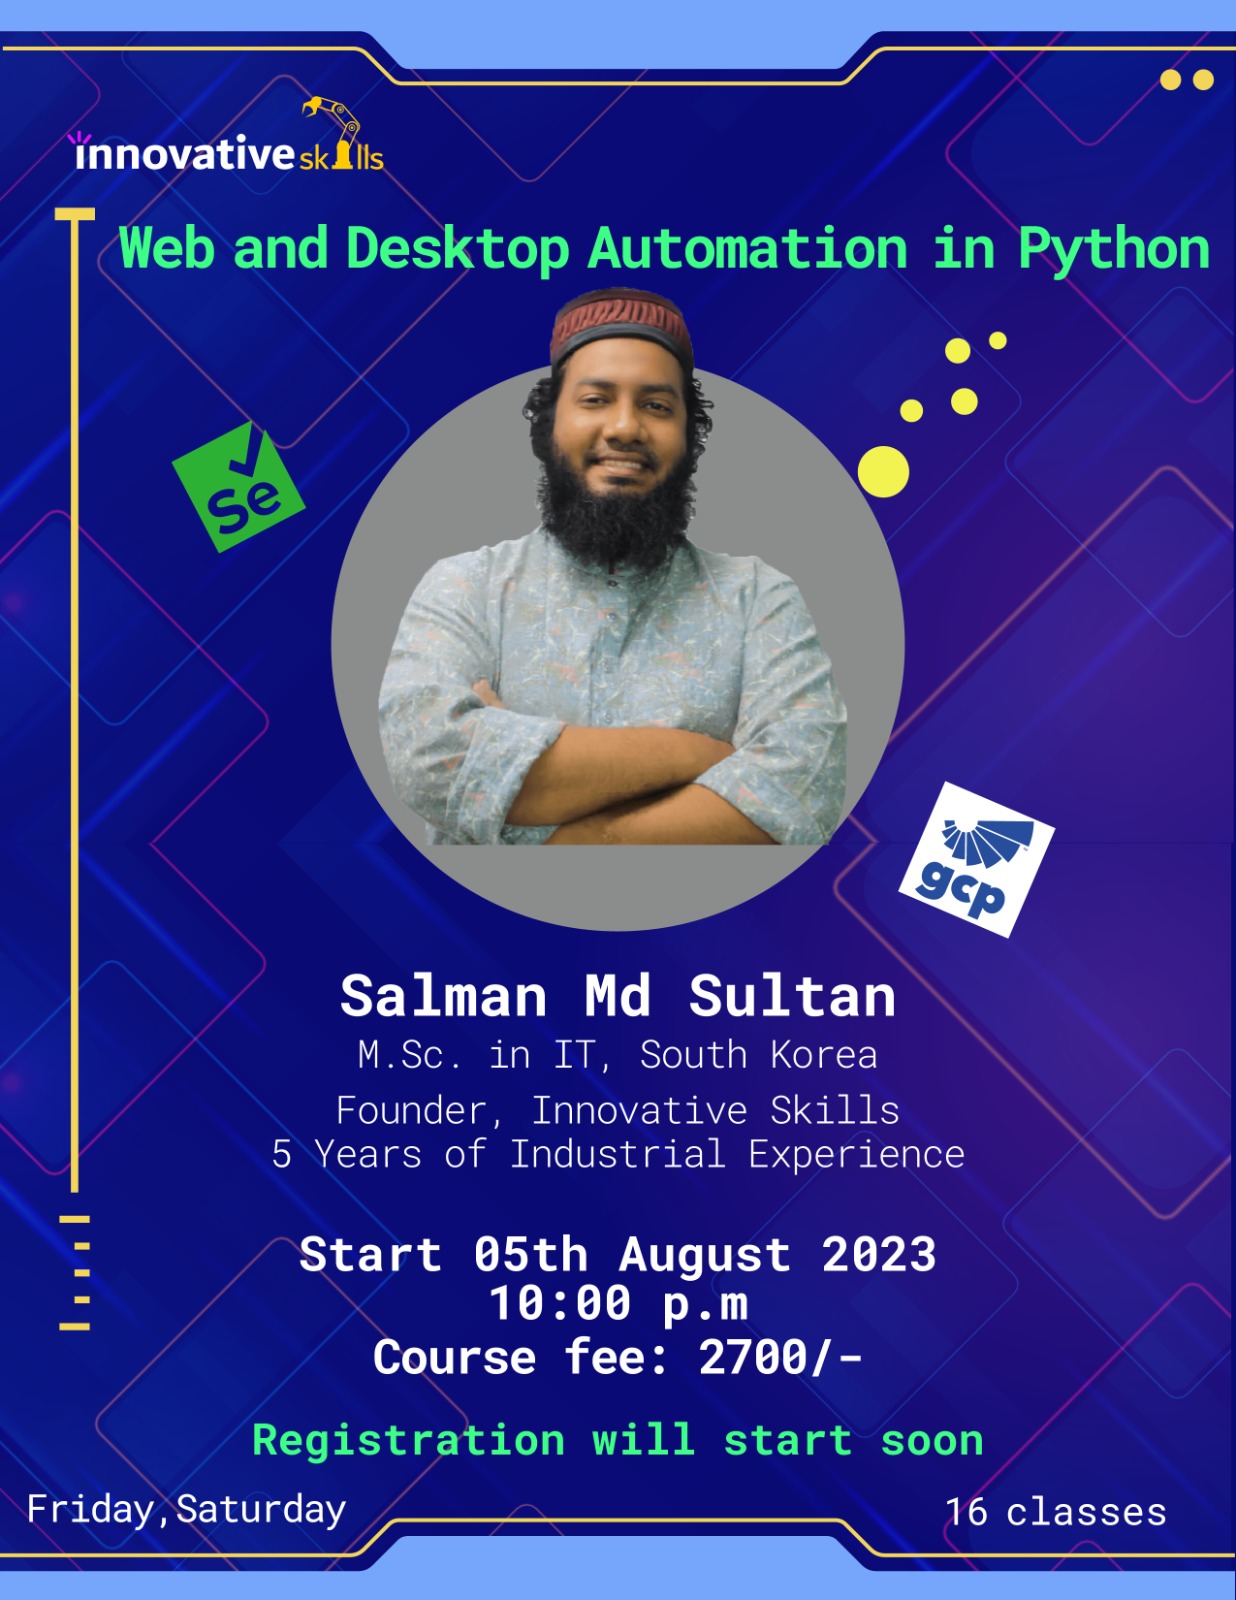 innovative skills
Web and Desktop Automation in Python
Se
gcp
Salman Md Sultan
M.Sc. in IT, South Korea
Founder, Innovative Skills
5 Years of Industrial Experience
Start 05th August 2023
10:00 p.m
Course fee: 2700/-
Registration will start soon
Friday,Saturday
16 classes